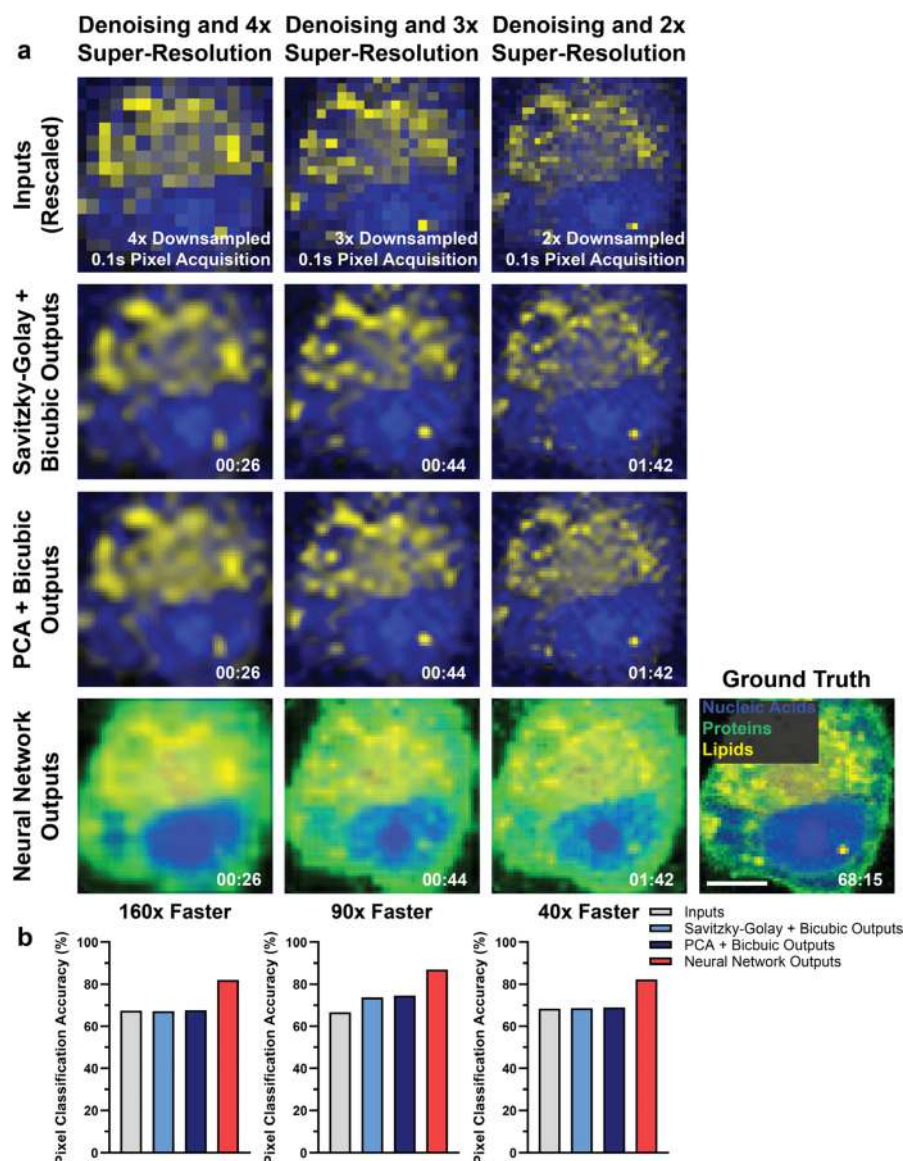 a
Denoising and 4x
Super-Resolution
Denoising and 3x
Super-Resolution
Denoising and 2x
Super-Resolution
Inputs
(Rescaled)
4x Downsampled
0.1s Pixel Acquisition
3x Downsampled
0.1s Pixel Acquisition
2x Downsampled
0.1s Pixel Acquisition
Savitzky-Golay +
Bicubic Outputs
00:26
00:44
01:42
PCA + Bicubic
Outputs
00:26
00:44
01:42
Neural Network
Outputs
00:26
00:44
01:42
Ground Truth
Nucleic Acids
Proteins
Lipids
68:15
160x Faster
90x Faster
40x Faster
Inputs
Savitzky-Golay + Bicubic Outputs
PCA + Bicbuic Outputs
Neural Network Outputs
b
Pixel Classification Accuracy (%)
100
80
60
40
20
0
Pixel Classification Accuracy (%)
100
80
60
40
20
0
Pixel Classification Accuracy (%)
100
80
60
40
20
0